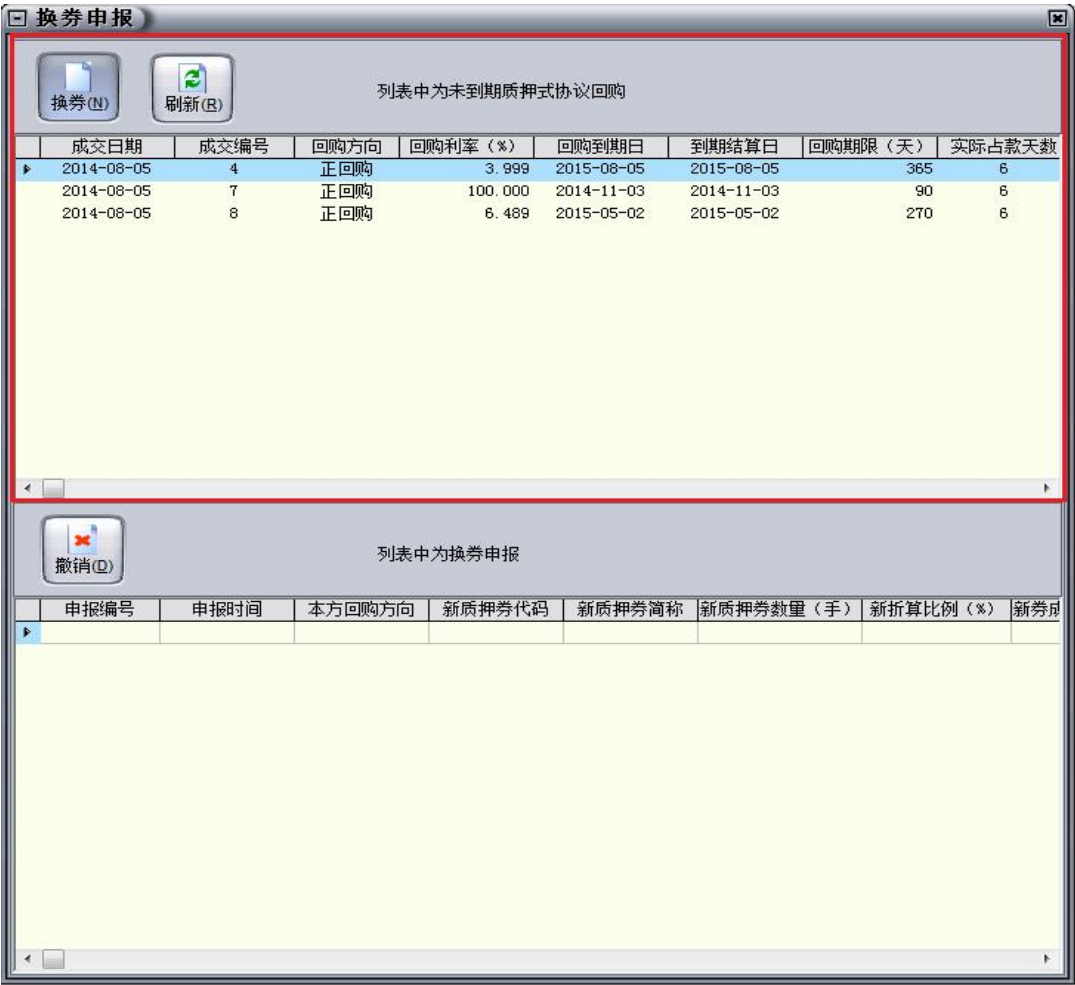 换券申报
换券(N) 刷新(R) 列表中为未到期质押式协议回购
成交日期 成交编号 回购方向 回购利率（%） 回购到期日 到期结算日 回购期限（天） 实际占款天数
2014-08-05 4 正回购 3.999 2015-08-05 2015-08-05 365 6
2014-08-05 7 正回购 100.000 2014-11-03 2014-11-03 90 6
2014-08-05 8 正回购 6.489 2015-05-02 2015-05-02 270 6
撤销(D) 列表中为换券申报
申报编号 申报时间 本方回购方向 新质押券代码 新质押券简称 新质押券数量（手） 新折算比例（%） 新券成